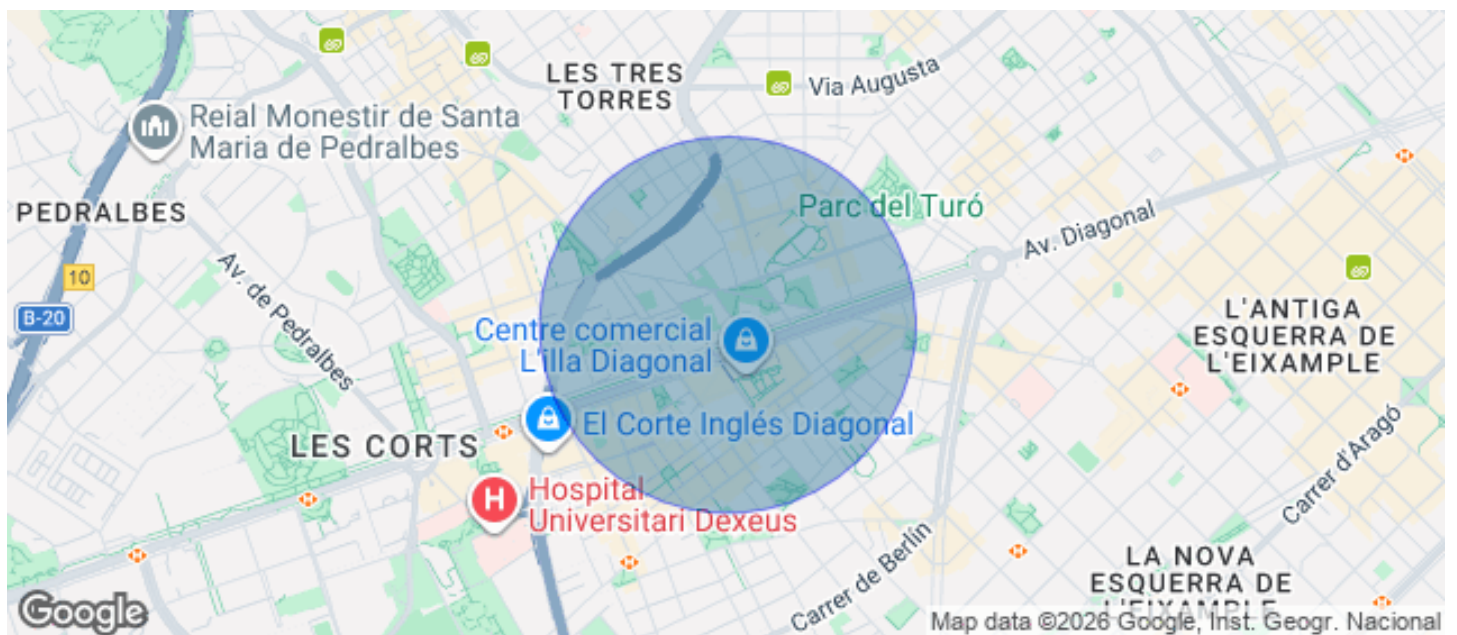 LES TRES
TORRES
Via Augusta
Reial Monestir de Santa
Maria de Pedralbes
PEDRALBES
Parc del Turó
Av. Diagonal
10
B-20
Av. de Pedralbes
L'ANTIGA
ESQUERRA DE
L'EIXAMPLE
Centre comercial
L'illa Diagonal
El Corte Inglés Diagonal
LES CORTS
H
Hospital
Universitari Dexeus
Carrer d'Aragó
Carrer de Berlín
LA NOVA
ESQUERRA DE
L'EIXAMPLE
Google
Map data ©2026 Google, Inst. Geogr. Nacional